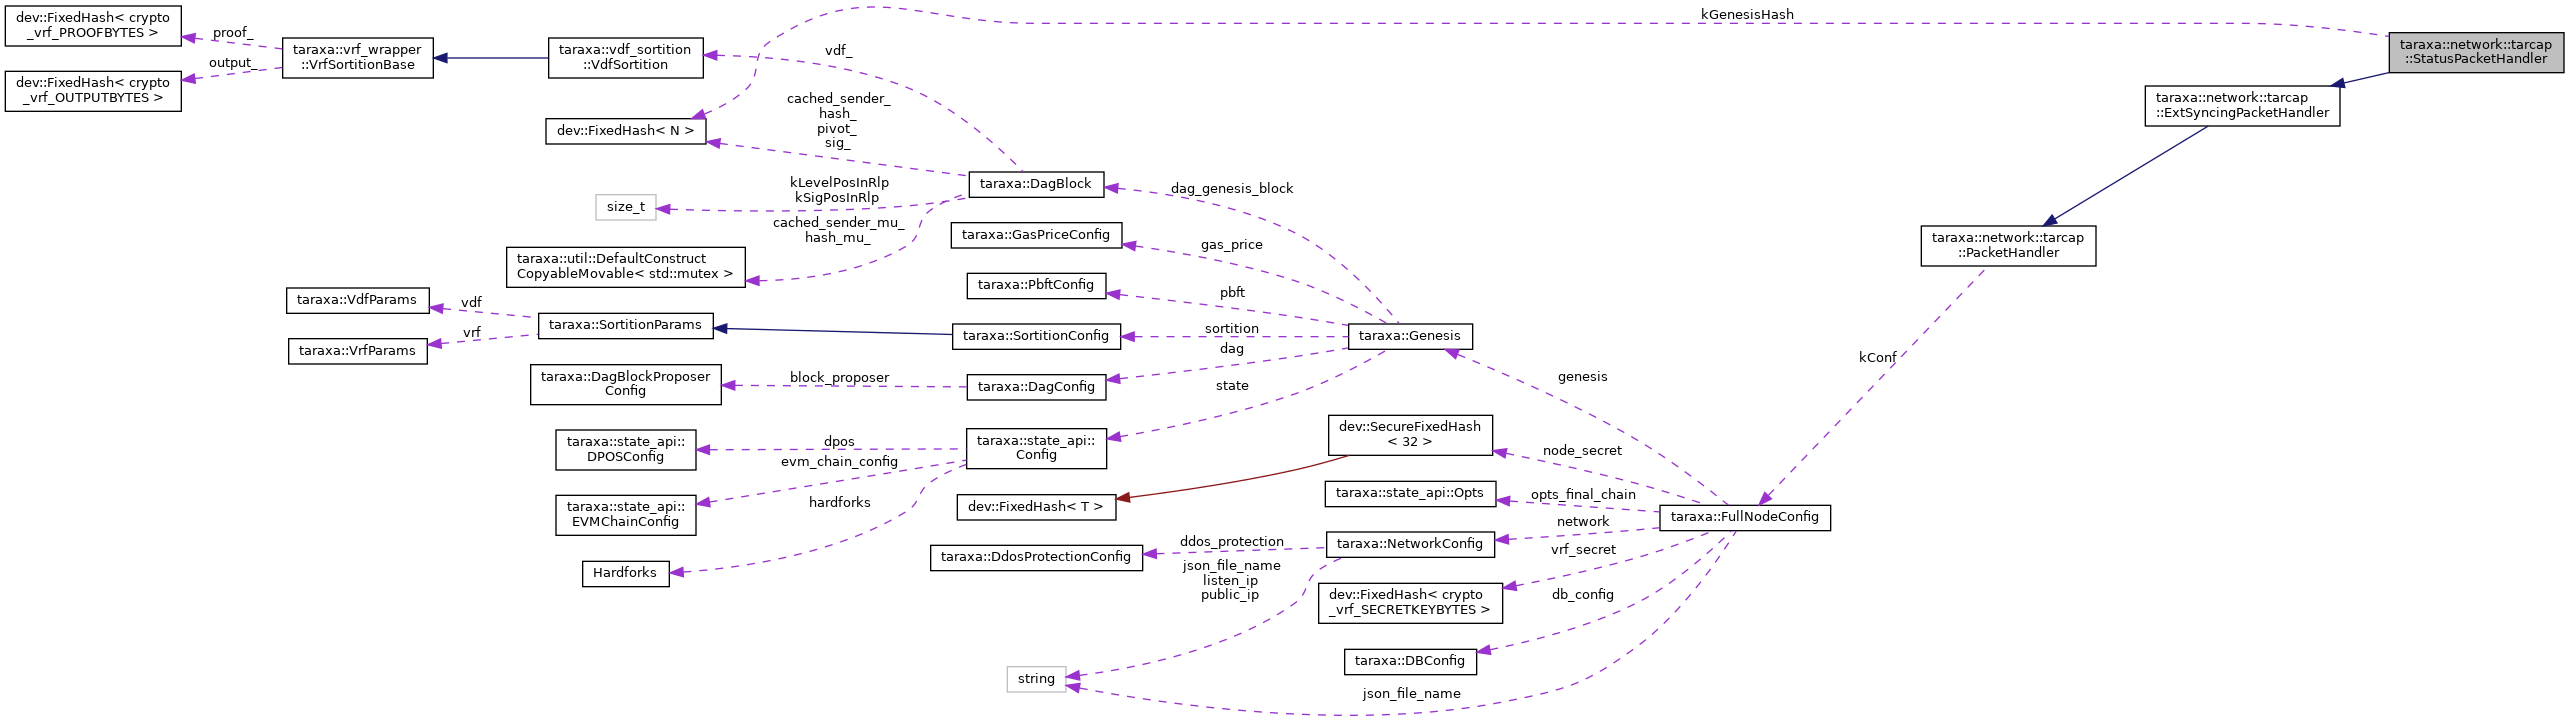 dev::FixedHash< crypto
_vrf_PROOFBYTES >
proof_
output_
dev::FixedHash< crypto
_vrf_OUTPUTBYTES >
taraxa::vrf_wrapper
::VrfSortitionBase
taraxa::vdf_sortition
::VdfSortition
vdf_
kGenesisHash
taraxa::network::tarcap
::StatusPacketHandler
taraxa::network::tarcap
::ExtSyncingPacketHandler
dev::FixedHash< N >
cached_sender_
hash_
pivot_
sig_
taraxa::DagBlock
dag_genesis_block
size_t
kLevelPosInRlp
kSigPosInRlp
cached_sender_mu_
hash_mu_
taraxa::util::DefaultConstruct
CopyableMovable< std::mutex >
taraxa::GasPriceConfig
gas_price
taraxa::network::tarcap
::PacketHandler
taraxa::PbftConfig
pbft
taraxa::VdfParams
vdf
taraxa::VrfParams
vrf
taraxa::SortitionParams
taraxa::SortitionConfig
sortition
taraxa::Genesis
dag
kConf
taraxa::DagBlockProposer
Config
block_proposer
taraxa::DagConfig
state
genesis
taraxa::state_api::
DPOSConfig
dpos
evm_chain_config
hardforks
taraxa::state_api::
Config
dev::SecureFixedHash
< 32 >
node_secret
taraxa::state_api::
EVMChainConfig
dev::FixedHash< T >
taraxa::state_api::Opts
opts_final_chain
taraxa::FullNodeConfig
Hardforks
taraxa::DdosProtectionConfig
ddos_protection
taraxa::NetworkConfig
network
vrf_secret
json_file_name
listen_ip
public_ip
dev::FixedHash< crypto
_vrf_SECRETKEYBYTES >
db_config
taraxa::DBConfig
string
json_file_name